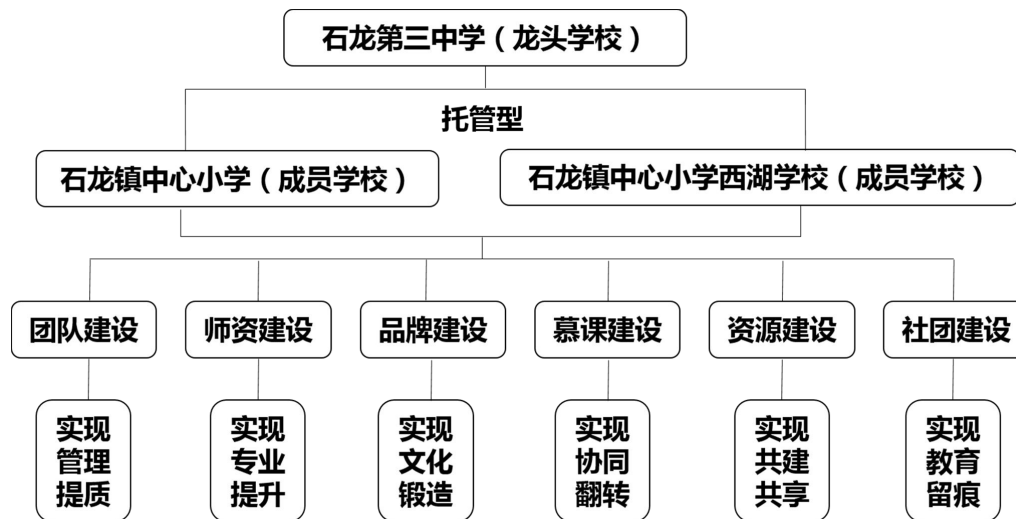 石龙第三中学（龙头学校）
托管型
石龙镇中心小学（成员学校）
石龙镇中心小学西湖学校（成员学校）
团队建设
师资建设
品牌建设
慕课建设
资源建设
社团建设
实现
管理
提质
实现
专业
提升
实现
文化
锻造
实现
协同
翻转
实现
共建
共享
实现
教育
留痕